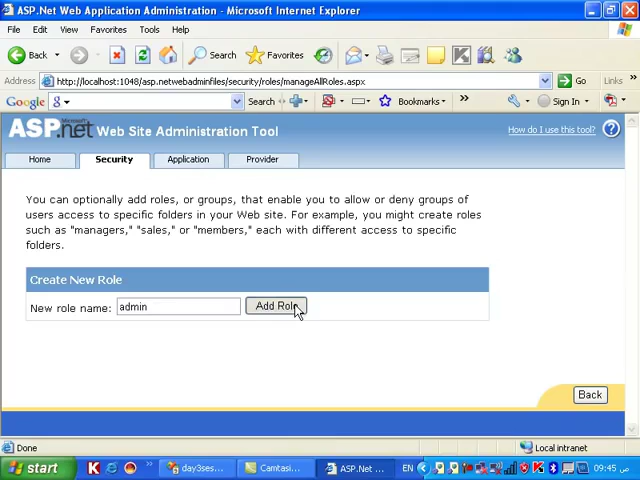 ASP.Net Web Application Administration - Microsoft Internet Explorer
File Edit View Favorites Tools Help
Back Search Favorites
Address http://localhost:1048/asp.netwebadminfiles/security/roles/manageAllRoles.aspx Go Links »
Google Search Bookmarks » Sign In
Microsoft
ASP.net Web Site Administration Tool How do I use this tool? ?
Home Security Application Provider
You can optionally add roles, or groups, that enable you to allow or deny groups of
users access to specific folders in your Web site. For example, you might create roles
such as "managers," "sales," or "members," each with different access to specific
folders.
Create New Role
New role name: admin Add Role
Back
Done Local intranet
start day3ses... Camtasi... ASP.Net ... EN 09:45 ص